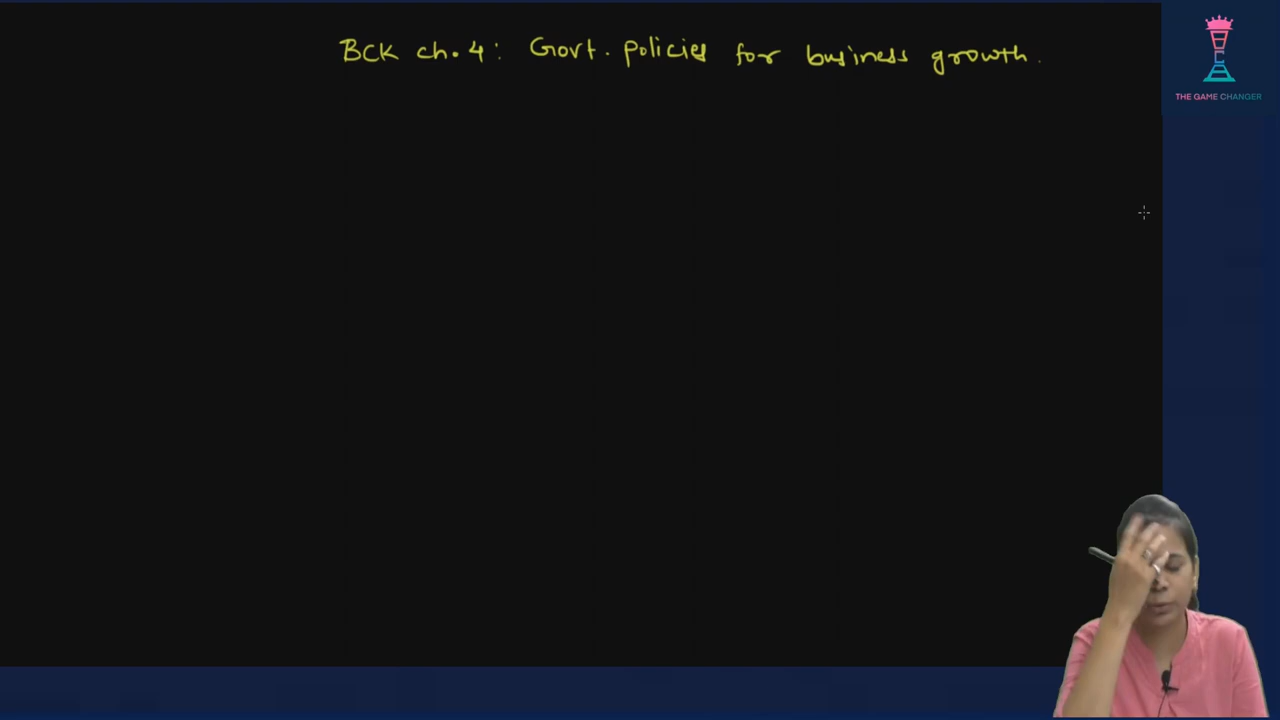 BCK ch. 4: Govt. policies for business growth.
THE GAME CHANGER